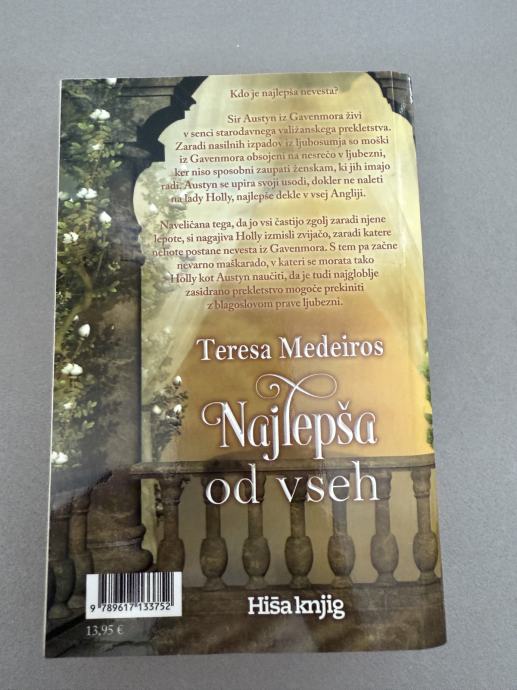 Kdo je najlepša nevesta?
Sir Austyn iz Gavenmora živi
v senci starodavnega valižanskega prekletstva.
Zaradi nasilnih izpadov iz ljubosumja so moški
iz Gavenmora obsojeni na nesrečo v ljubezni,
ker niso sposobni zaupati ženskam, ki jih imajo
radi. Austyn se upira svoji usodi, dokler ne naleti
na lady Holly, najlepše dekle v vsej Angliji.
Naveličana tega, da jo vsi častijo zgolj zaradi njene
lepote, si nagajiva Holly izmisli zvijačo, zaradi katere
nehote postane nevesta iz Gavenmora. S tem pa začne
nevarno maškarado, v kateri se morata tako
Holly kot Austyn naučiti, da je tudi najgloblje
zasidrano prekletstvo mogoče prekiniti
z blagoslovom prave ljubezni.
Teresa Medeiros
Najlepša
od vseh
9 789617 133752
13,95 €
Hiša knjig